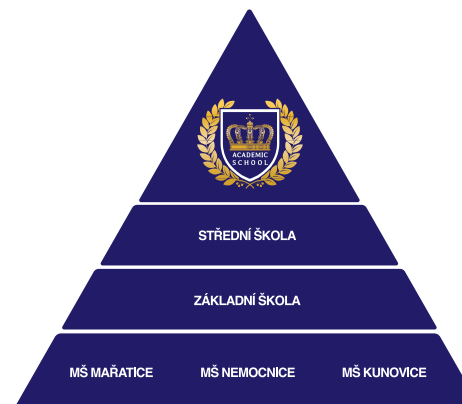 ACADEMIC
SCHOOL
STŘEDNÍ ŠKOLA
ZÁKLADNÍ ŠKOLA
MŠ MAŘATICE MŠ NEMOCNICE MŠ KUNOVICE